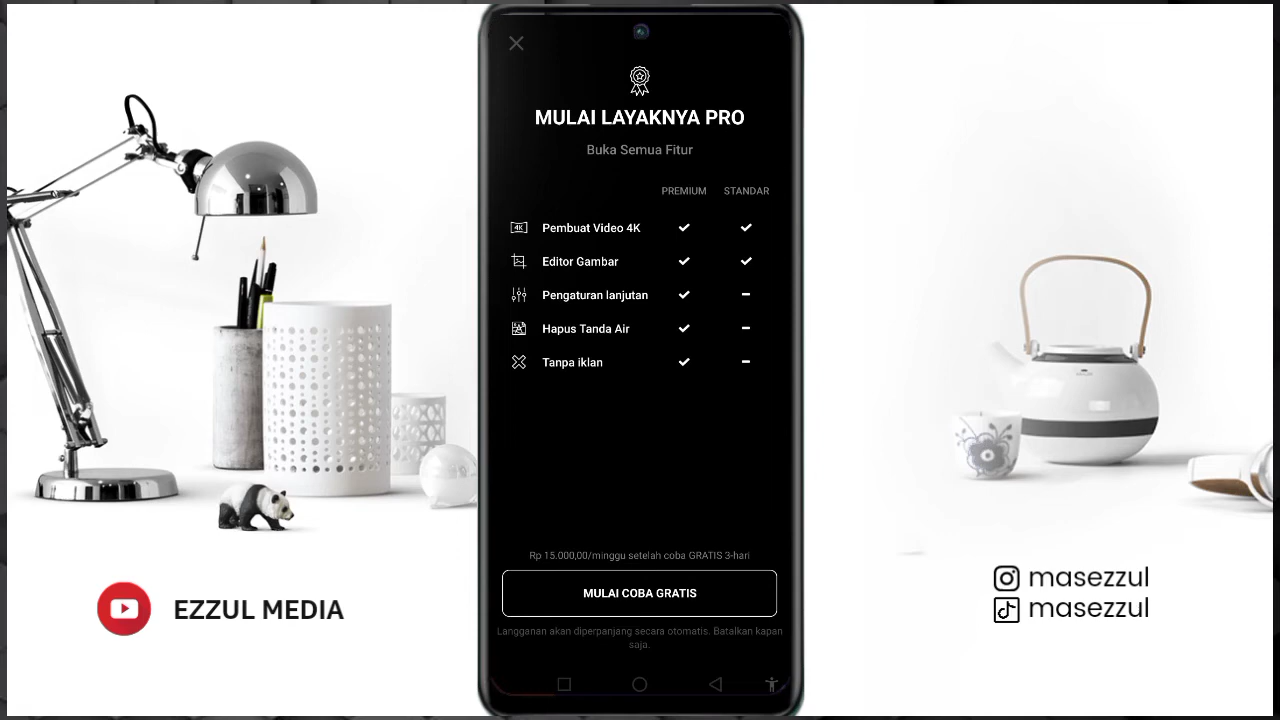 MULAI LAYAKNYA PRO
Buka Semua Fitur
PREMIUM STANDAR
4K Pembuat Video 4K
Editor Gambar
Pengaturan lanjutan
Hapus Tanda Air
Tanpa iklan
Rp 15.000,00/minggu setelah coba GRATIS 3-hari
MULAI COBA GRATIS
Langganan akan diperpanjang secara otomatis. Batalkan kapan
saja.
EZZUL MEDIA
masezzul
masezzul